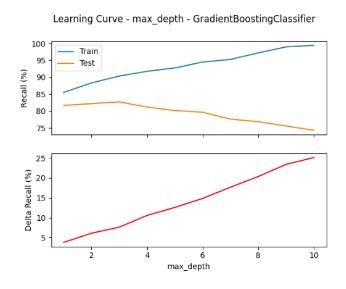 Learning Curve - max_depth - GradientBoostingClassifier
100
95
90
85
80
75
Recall (%)
Train
Test
25
20
15
10
5
Delta Recall (%)
2
4
6
8
10
max_depth